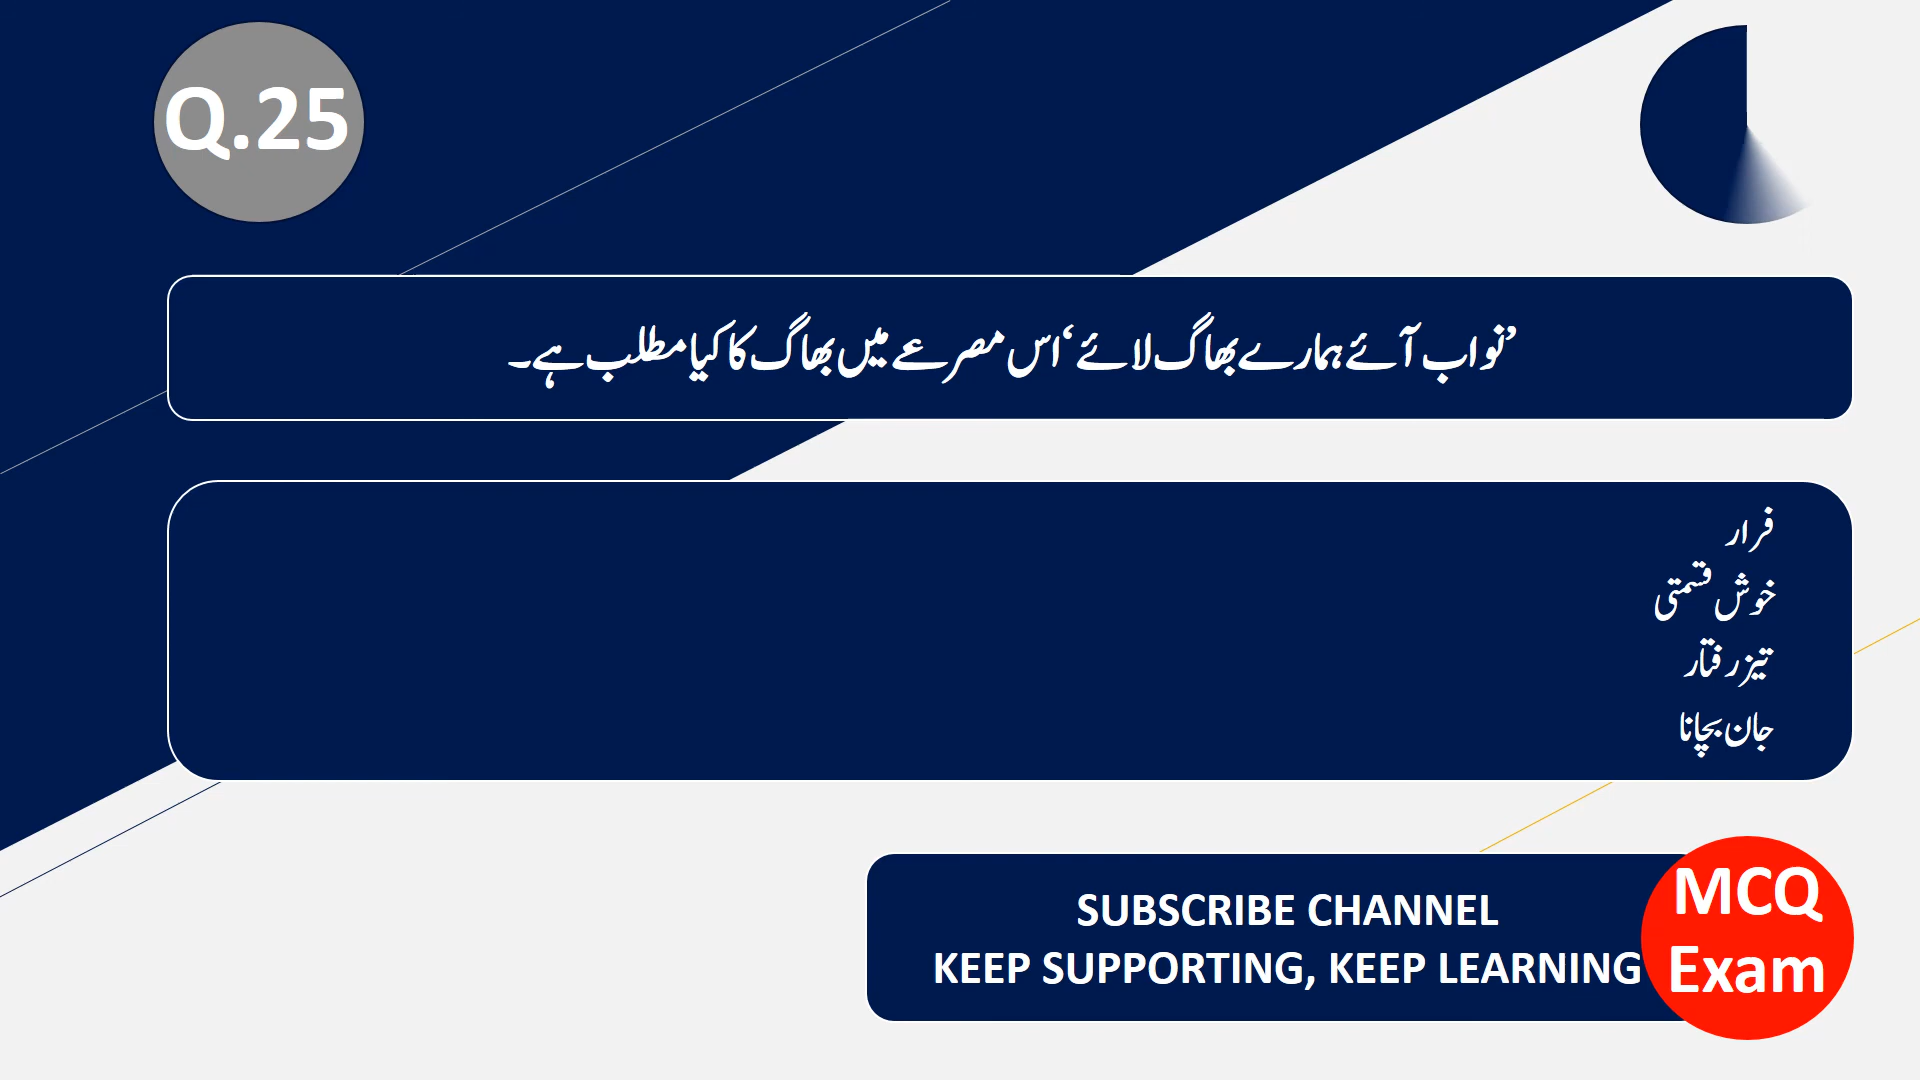 Q.25
’نواب آئے ہمارے بھاگ لائے‘ اس مصرعے میں بھاگ کا کیا مطلب ہے۔
فرار
خوش قسمتی
تیز رفتار
جان بچانا
SUBSCRIBE CHANNEL
KEEP SUPPORTING, KEEP LEARNING
MCQ
Exam